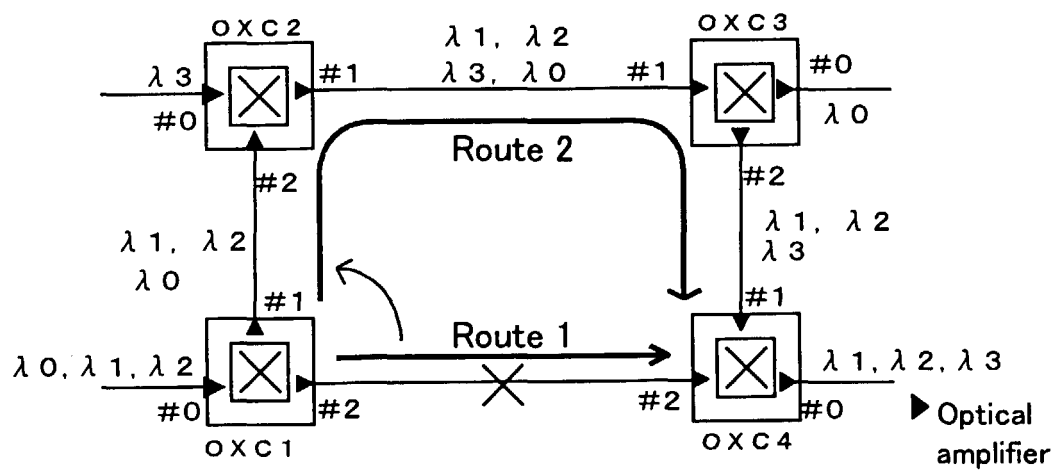 OXC2
OXC3
λ1, λ2
λ3, λ0
λ3
#0
#1
#1
#0
λ0
Route 2
#2
#2
λ1, λ2
λ0
λ1, λ2
λ3
#1
#1
Route 1
λ0, λ1, λ2
#0
#2
#2
λ1, λ2, λ3
#0
OXC1
OXC4
Optical
amplifier